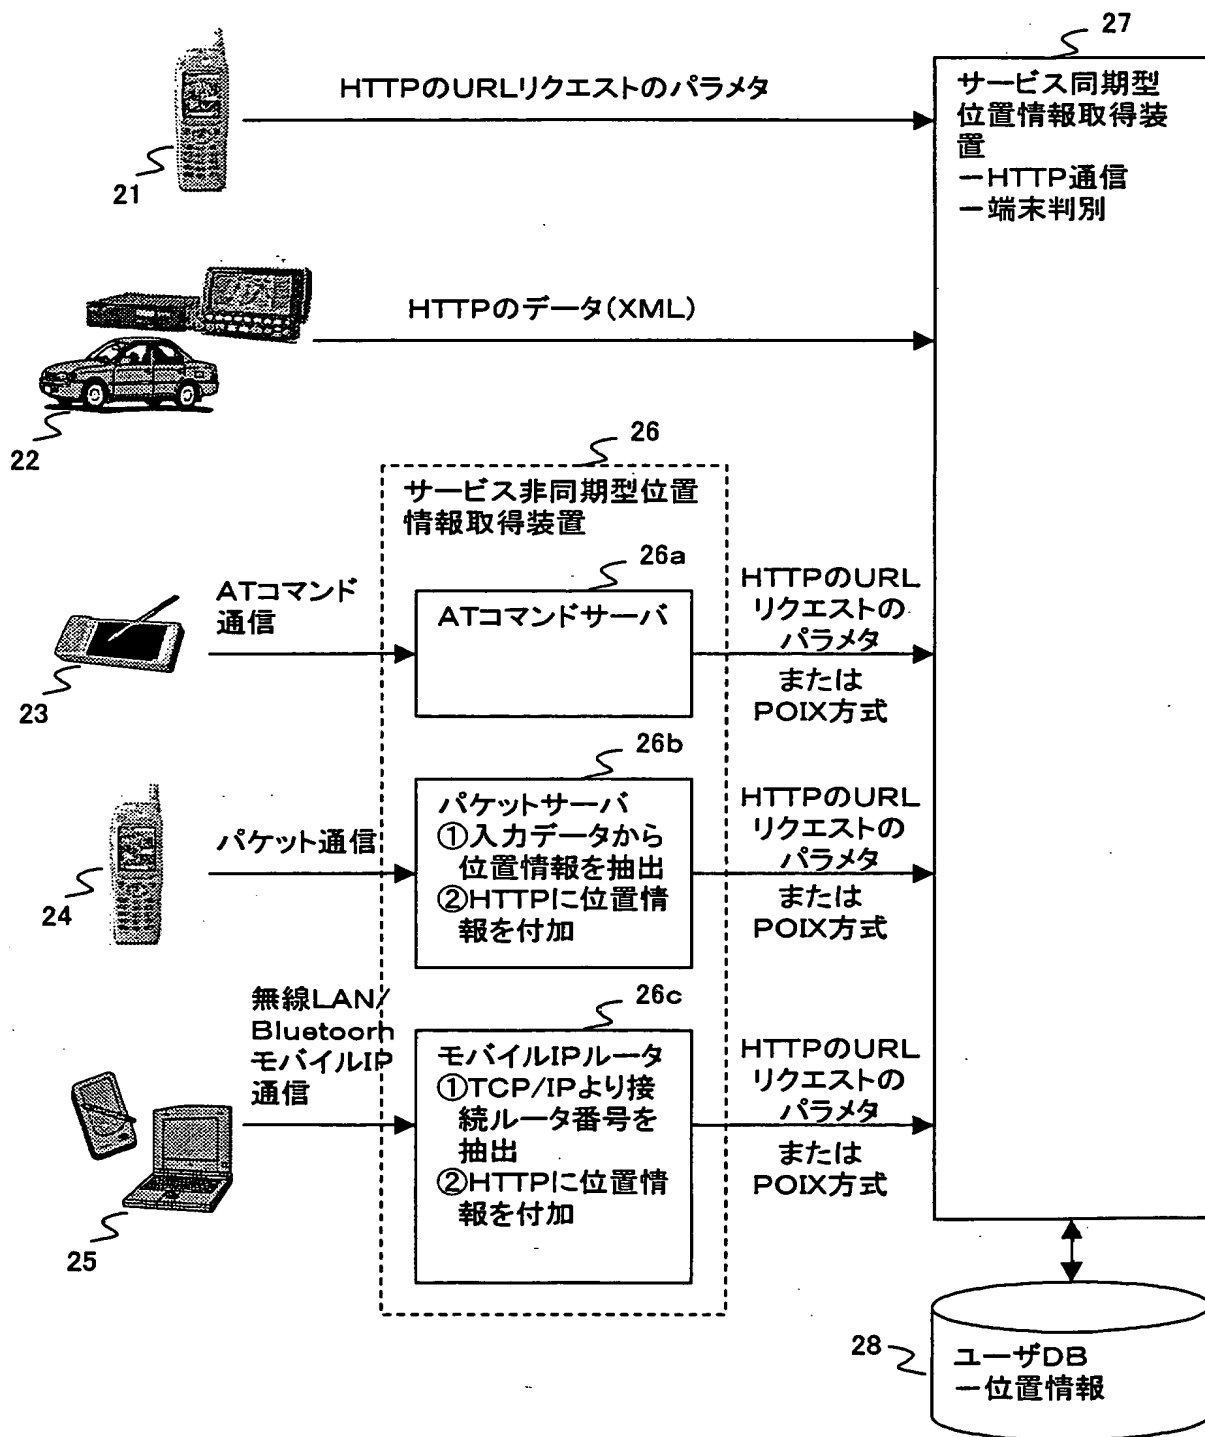 27
サービス同期型
位置情報取得装
置
ーHTTP通信
ー端末判別
HTTPのURLリクエストのパラメタ
21
HTTPのデータ(XML)
22
26
サービス非同期型位置
情報取得装置
26a
ATコマンド
通信
ATコマンドサーバ
HTTPのURL
リクエストの
パラメタ
または
POIX方式
23
26b
パケット通信
パケットサーバ
①入力データから
位置情報を抽出
②HTTPに位置情
報を付加
HTTPのURL
リクエストの
パラメタ
または
POIX方式
24
26c
無線LAN/
Bluetoorh
モバイルIP
通信
モバイルIPルータ
①TCP/IPより接
続ルータ番号を
抽出
②HTTPに位置情
報を付加
HTTPのURL
リクエストの
パラメタ
または
POIX方式
25
28
ユーザDB
ー位置情報